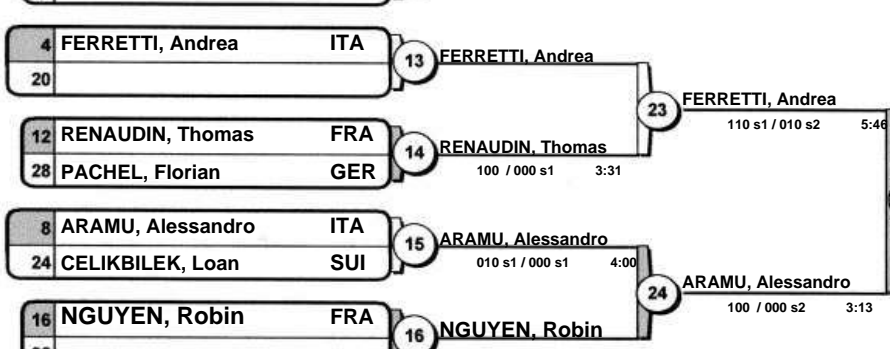 4 FERRETTI, Andrea ITA
20
13
FERRETTI, Andrea
12 RENAUDIN, Thomas FRA
28 PACHEL, Florian GER
14
RENAUDIN, Thomas
100 / 000 s1 3:31
23
FERRETTI, Andrea
110 s1 / 010 s2 5:46
8 ARAMU, Alessandro ITA
24 CELIKBILEK, Loan SUI
15
ARAMU, Alessandro
010 s1 / 000 s1 4:00
16 NGUYEN, Robin FRA
16
NGUYEN, Robin
24
ARAMU, Alessandro
100 / 000 s2 3:13